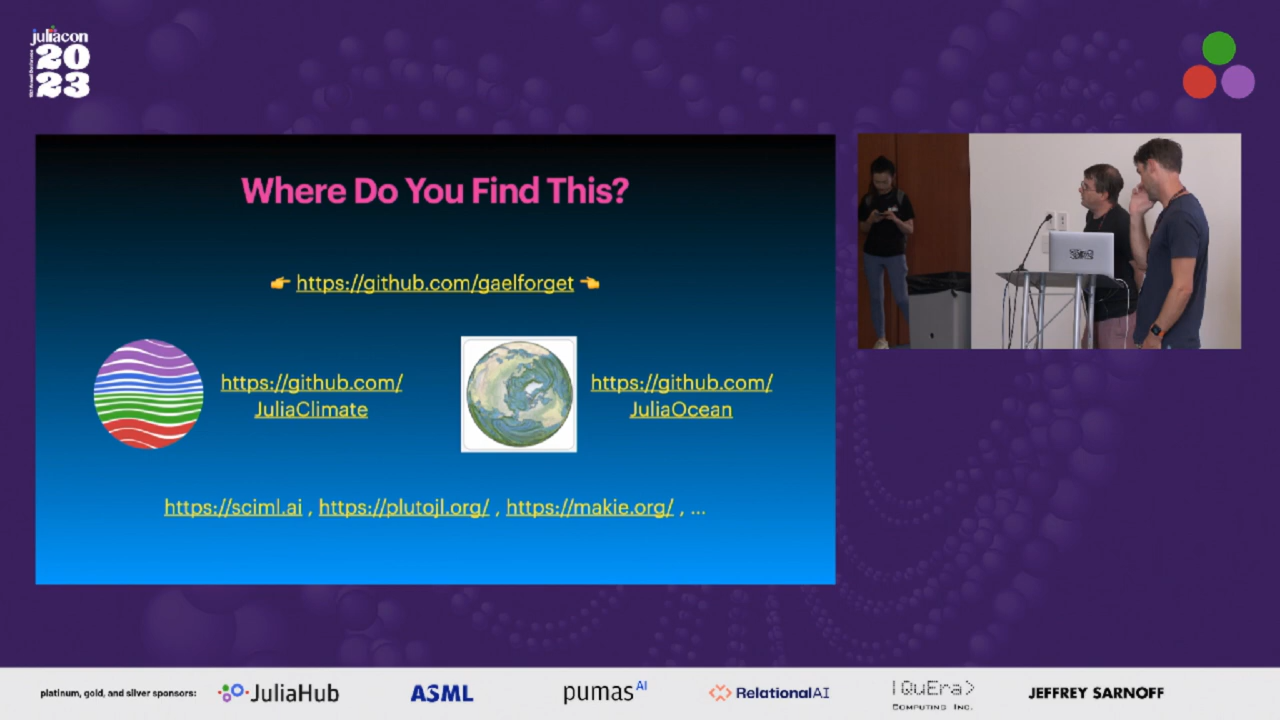 juliacon
20
23
Where Do You Find This?
👉 https://github.com/gaelforget 👈
https://github.com/
JuliaClimate
https://github.com/
JuliaOcean
https://sciml.ai , https://plutojl.org/ , https://makie.org/ , ...
platinum, gold, and silver sponsors:
JuliaHub
ASML
pumas AI
RelationalAI
|QuEra>
Computing Inc.
JEFFREY SARNOFF